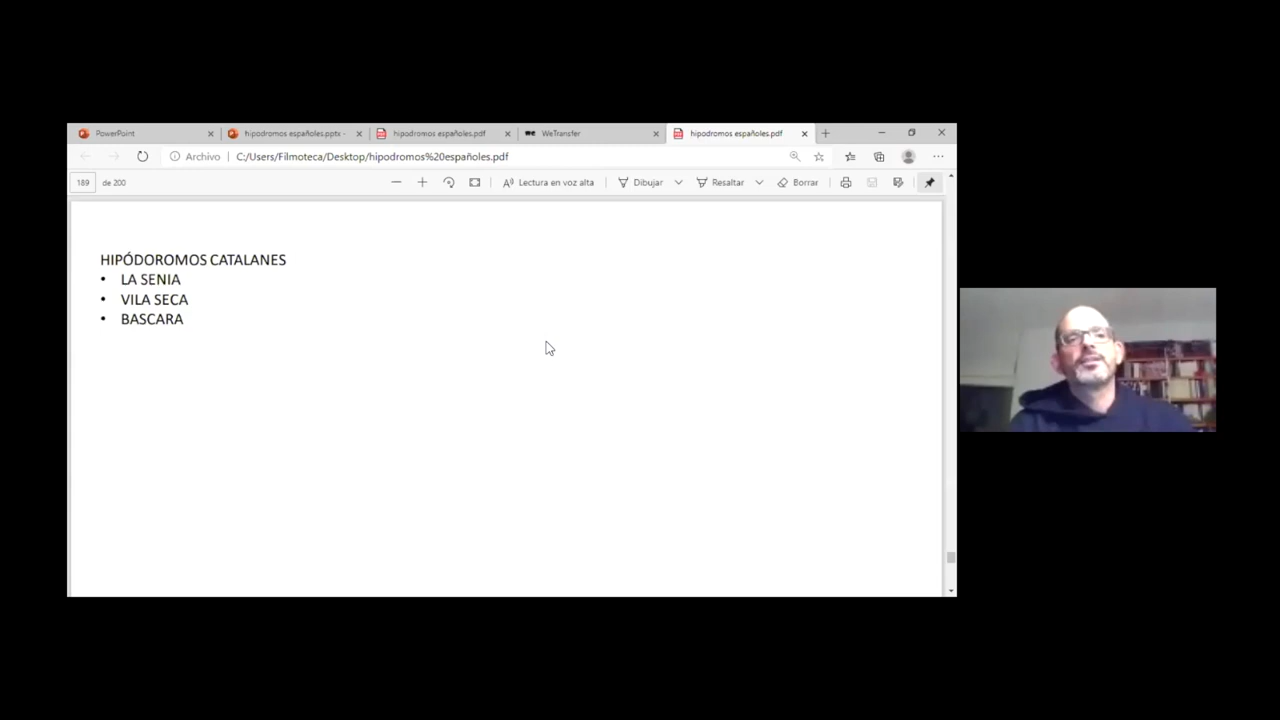 PowerPoint
hipodromos españoles.pptx -
hipodromos españoles.pdf
WeTransfer
hipodromos españoles.pdf
Archivo
C:/Users/Filmoteca/Desktop/hipodromos%20españoles.pdf
189
de 200
Lectura en voz alta
Dibujar
Resaltar
Borrar
HIPÓDOROMOS CATALANES
• LA SENIA
• VILA SECA
• BASCARA